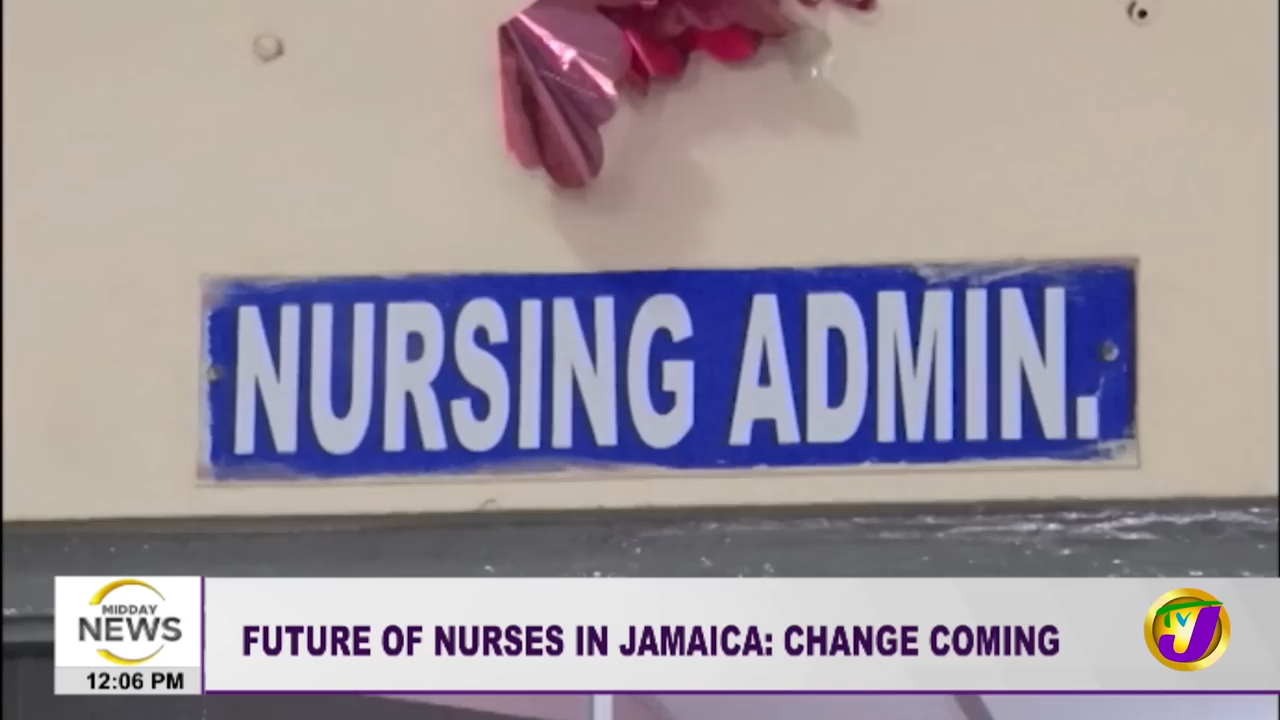 NURSING ADMIN.
MIDDAY
NEWS
12:06 PM
FUTURE OF NURSES IN JAMAICA: CHANGE COMING
TVJ